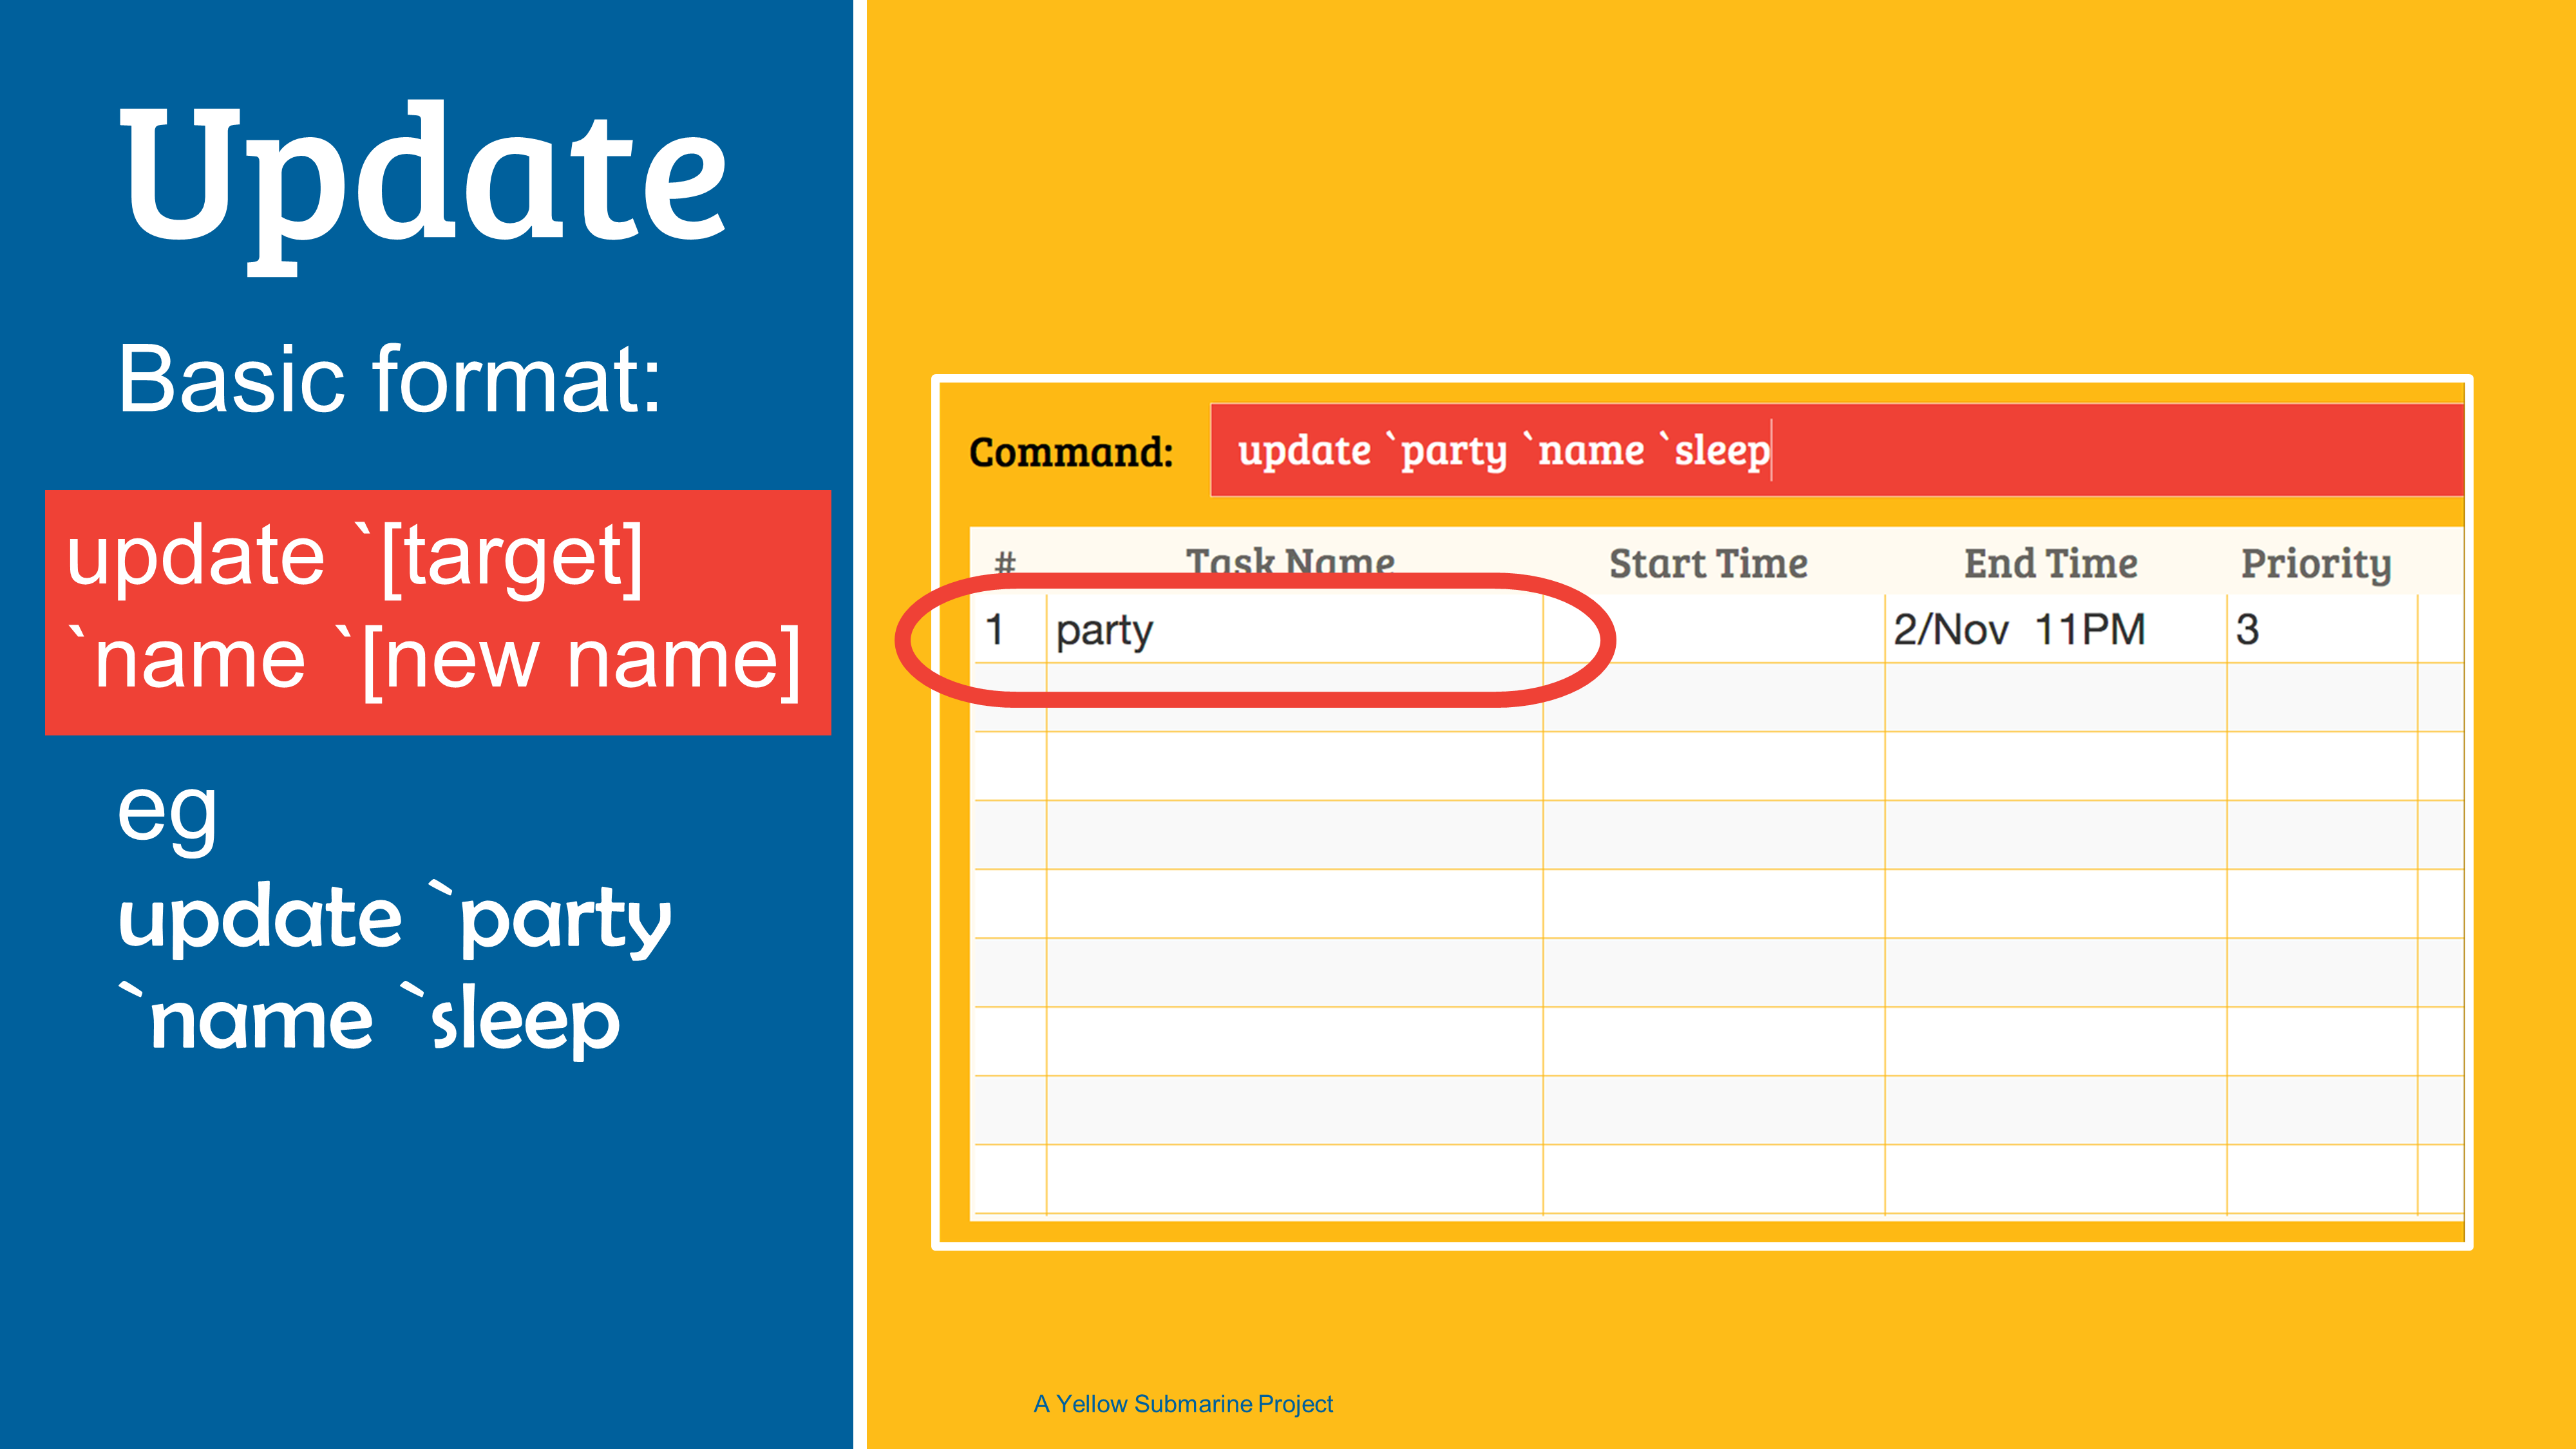 Update
Basic format:
update `[target]
`name `[new name]
eg
update `party
`name `sleep
Command: update `party `name `sleep
# Task Name Start Time End Time Priority
1 party 2/Nov 11PM 3
A Yellow Submarine Project